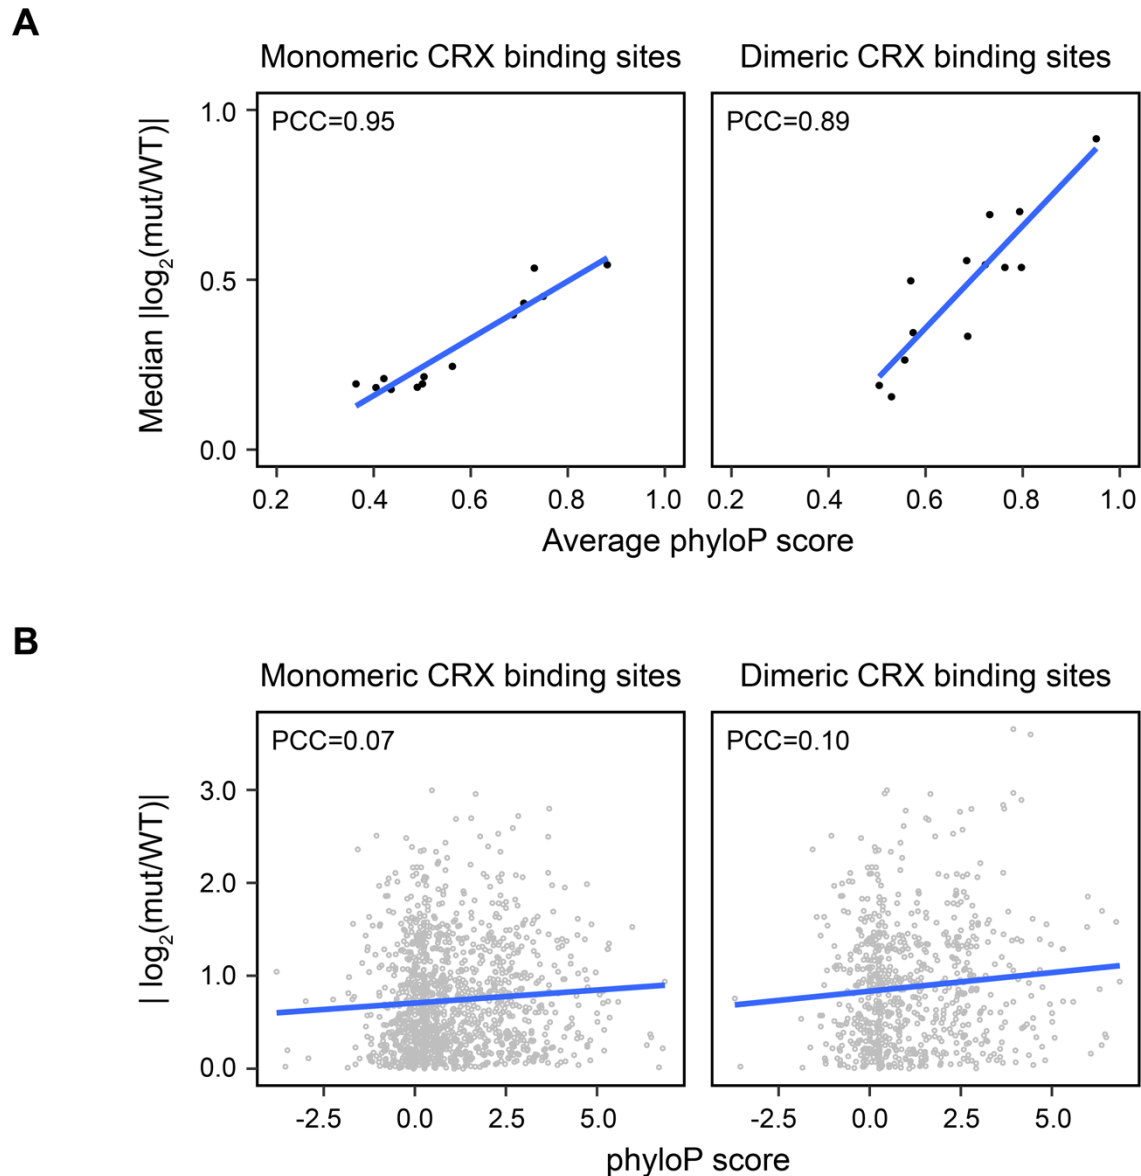 A
Monomeric CRX binding sites
Dimeric CRX binding sites
PCC=0.95
PCC=0.89
Median |log₂(mut/WT)|
1.0
0.5
0.0
0.2 0.4 0.6 0.8 1.0
0.2 0.4 0.6 0.8 1.0
Average phyloP score
B
Monomeric CRX binding sites
Dimeric CRX binding sites
PCC=0.07
PCC=0.10
| log₂(mut/WT)|
3.0
2.0
1.0
0.0
-2.5 0.0 2.5 5.0
-2.5 0.0 2.5 5.0
phyloP score